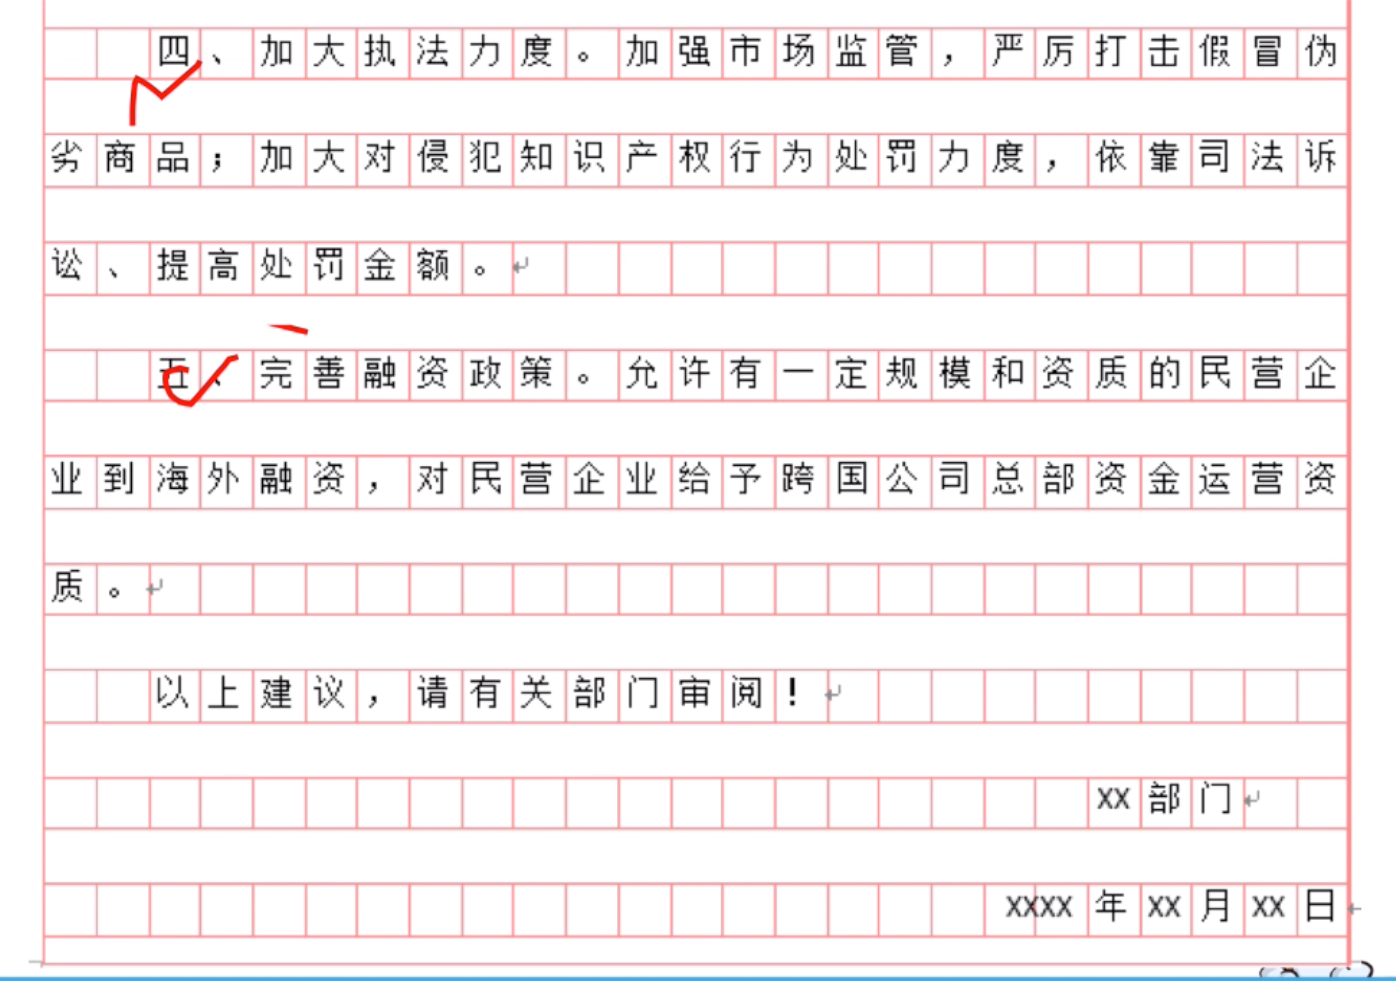 四、加大执法力度。加强市场监管，严厉打击假冒伪
劣商品；加大对侵犯知识产权行为处罚力度，依靠司法诉
讼、提高处罚金额。
五、完善融资政策。允许有一定规模和资质的民营企
业到海外融资，对民营企业给予跨国公司总部资金运营资
质。
以上建议，请有关部门审阅！
XX部门
XXXX年XX月XX日